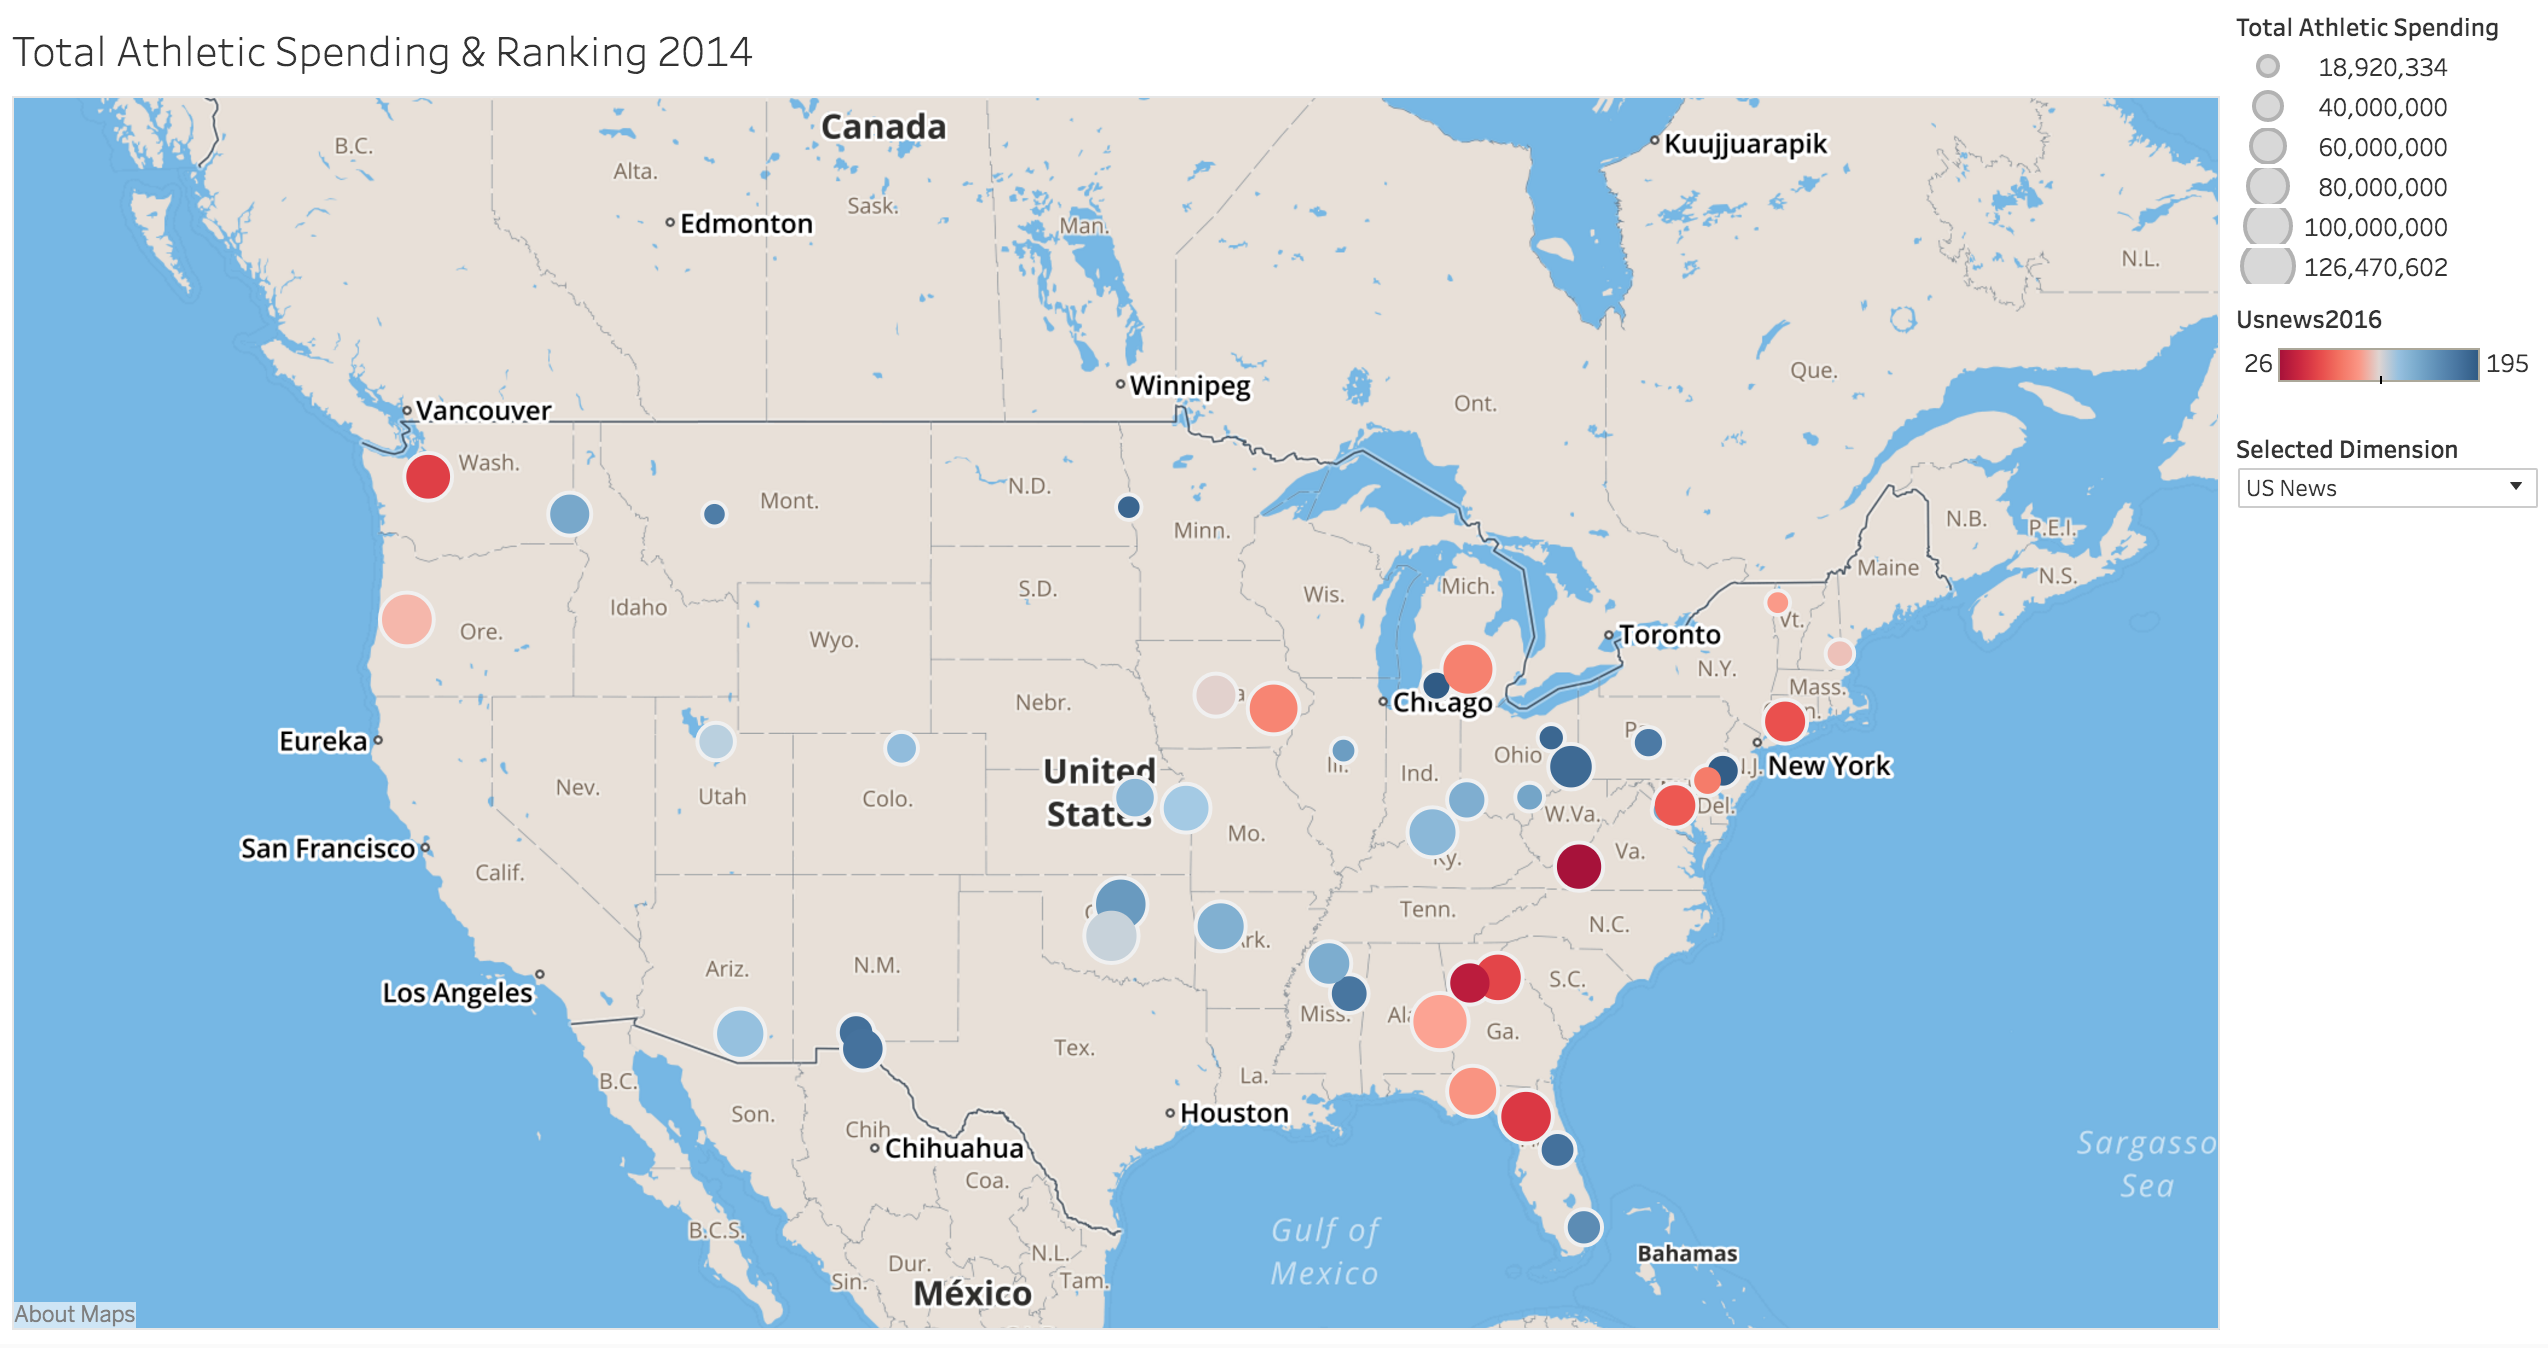 Total Athletic Spending & Ranking 2014
Total Athletic Spending
18,920,334
40,000,000
60,000,000
80,000,000
100,000,000
126,470,602
Usnews2016
26
195
Selected Dimension
US News
Canada
B.C.
Alta.
Sask.
Man.
Edmonton
Kuujjuarapik
N.L.
Winnipeg
Que.
Ont.
Vancouver
Wash.
Mont.
N.D.
Minn.
N.B.
P.E.I.
Maine
N.S.
S.D.
Wis.
Mich.
Idaho
Ore.
Wyo.
Vt.
Toronto
N.Y.
Mass.
Nebr.
Chicago
Eureka
Ohio
New York
United
States
Ill.
Ind.
Nev.
Utah
Colo.
Del.
W.Va.
Mo.
San Francisco
Calif.
Ky.
Va.
Tenn.
N.C.
Ariz.
N.M.
Los Angeles
S.C.
Miss.
Ga.
Tex.
La.
B.C.
Son.
Houston
Chih.
Chihuahua
Coa.
Sargasso
Sea
B.C.S.
Gulf of
Mexico
Dur.
N.L.
Sin.
Tam.
México
Bahamas
About Maps